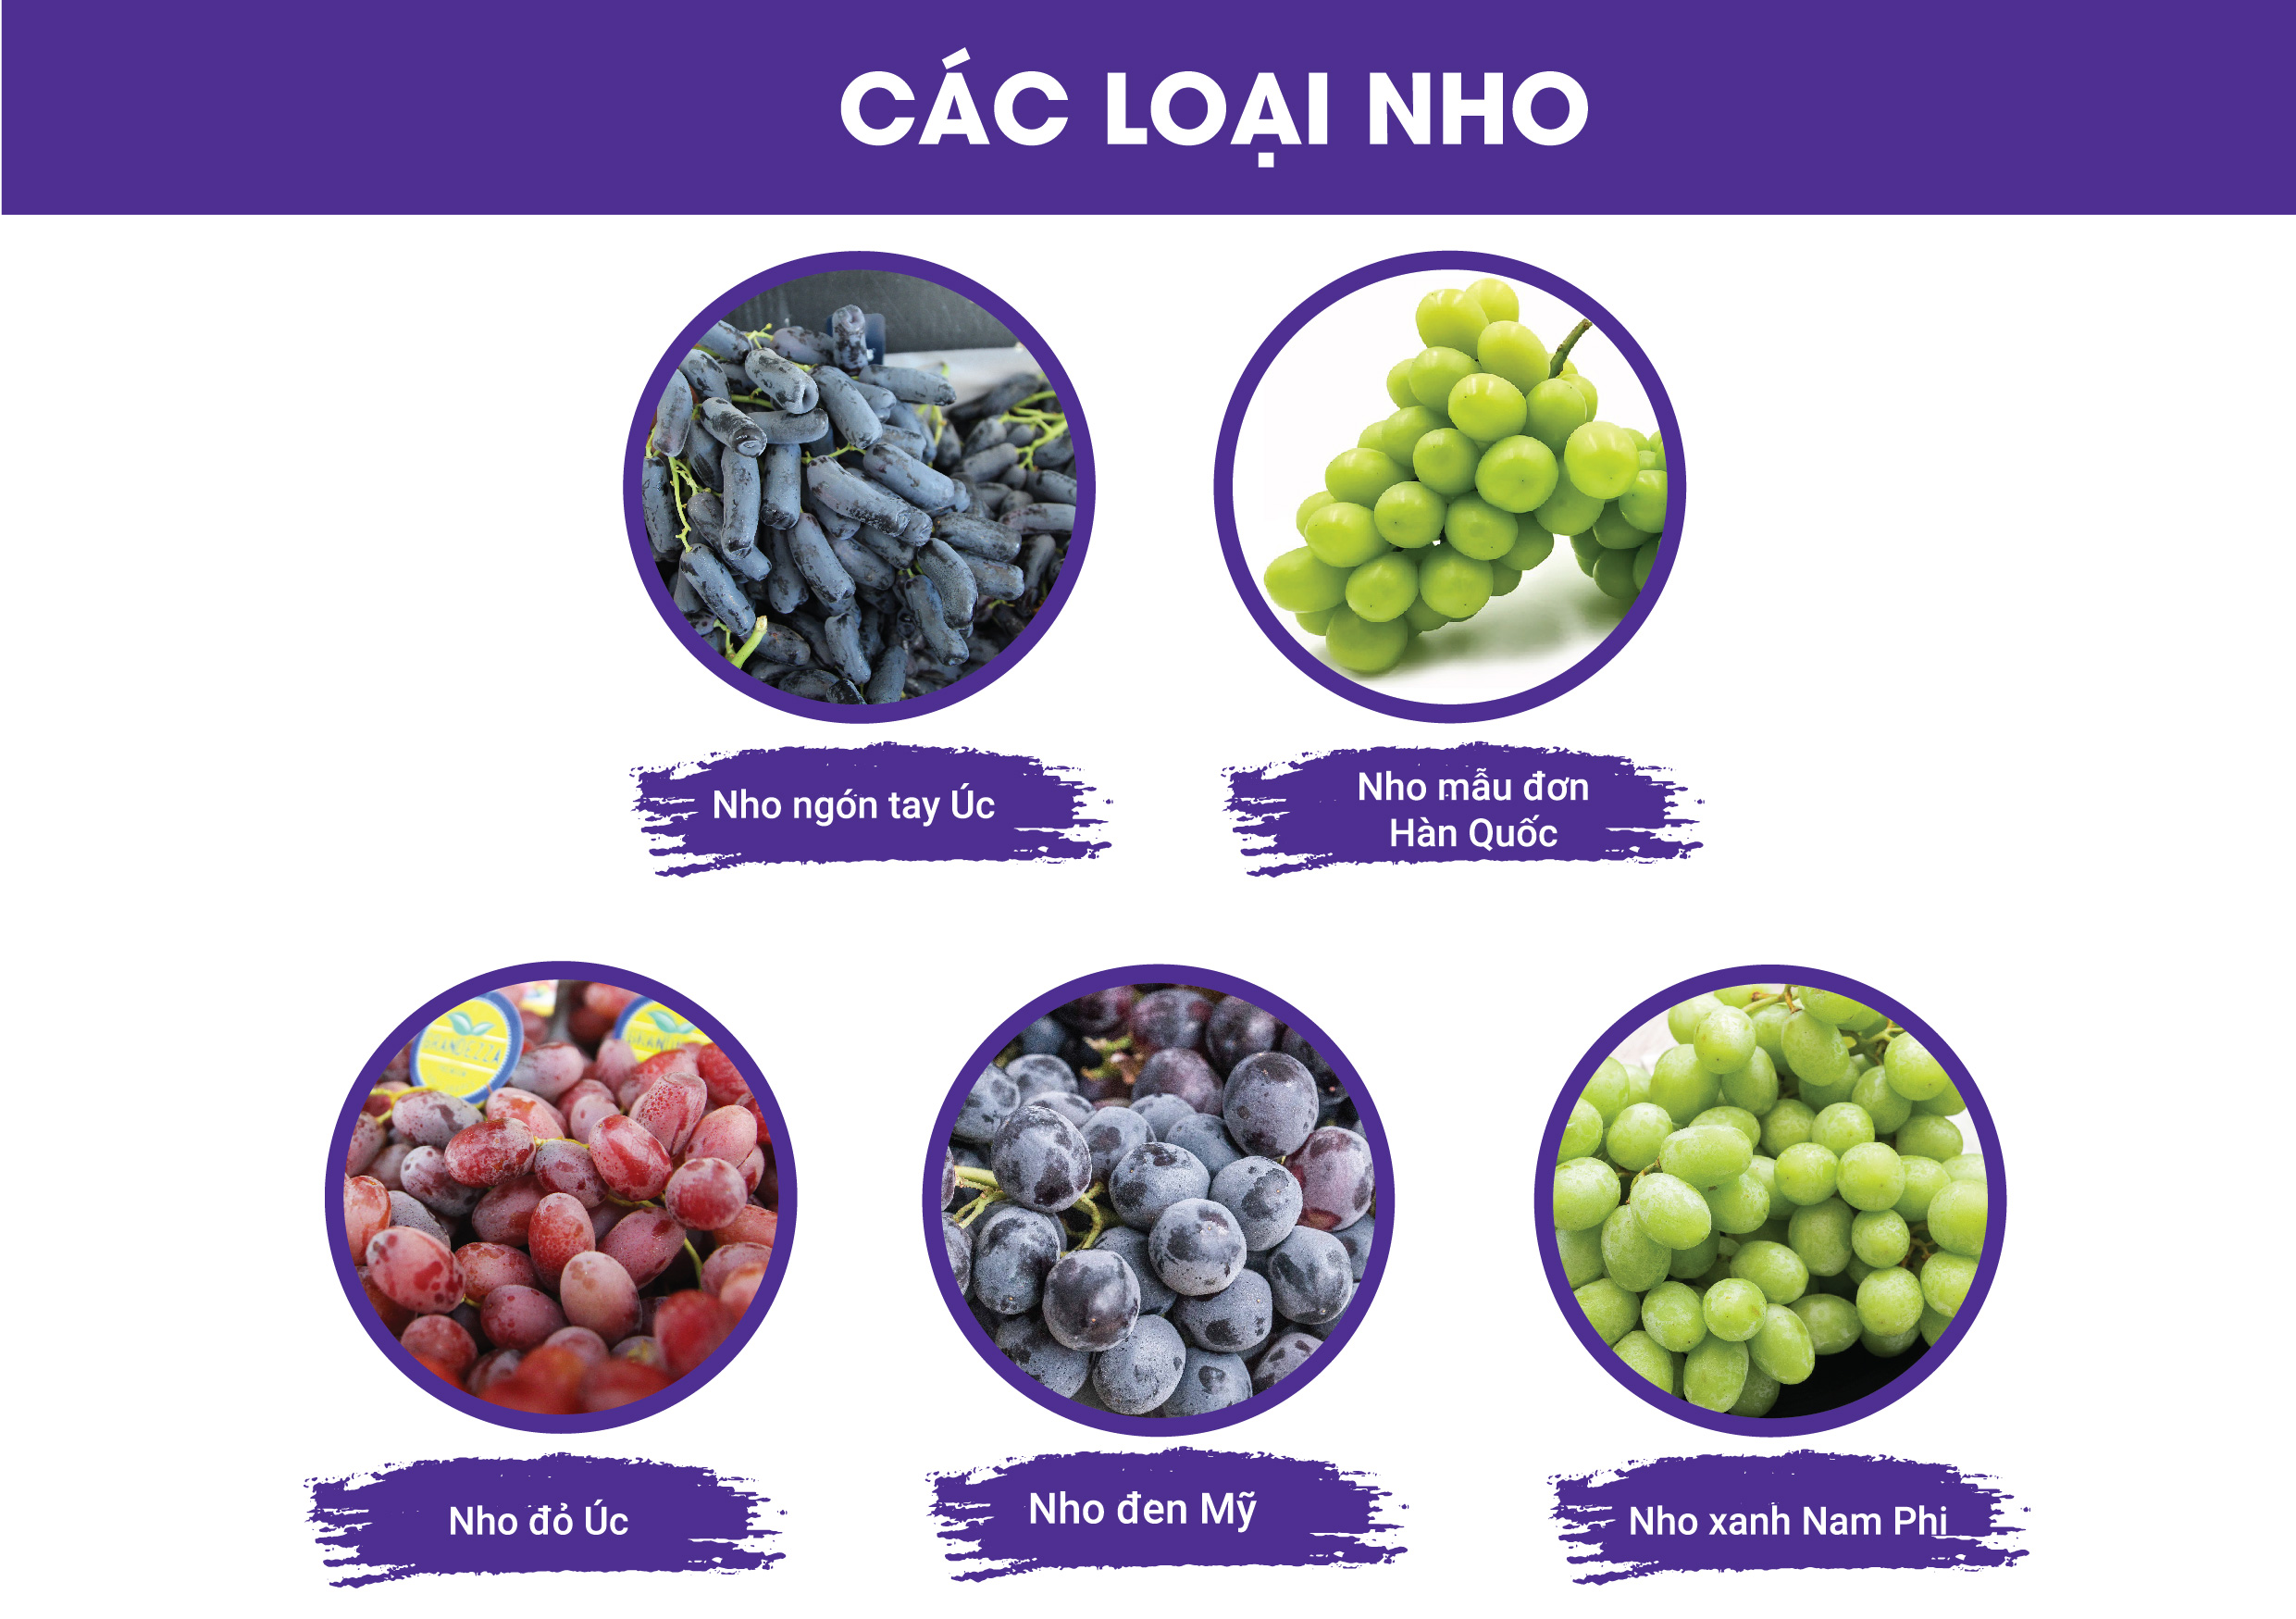 CÁC LOẠI NHO
Nho ngón tay Úc
Nho mẫu đơn
Hàn Quốc
GRANDEZZA
Nho đỏ Úc
Nho đen Mỹ
Nho xanh Nam Phi